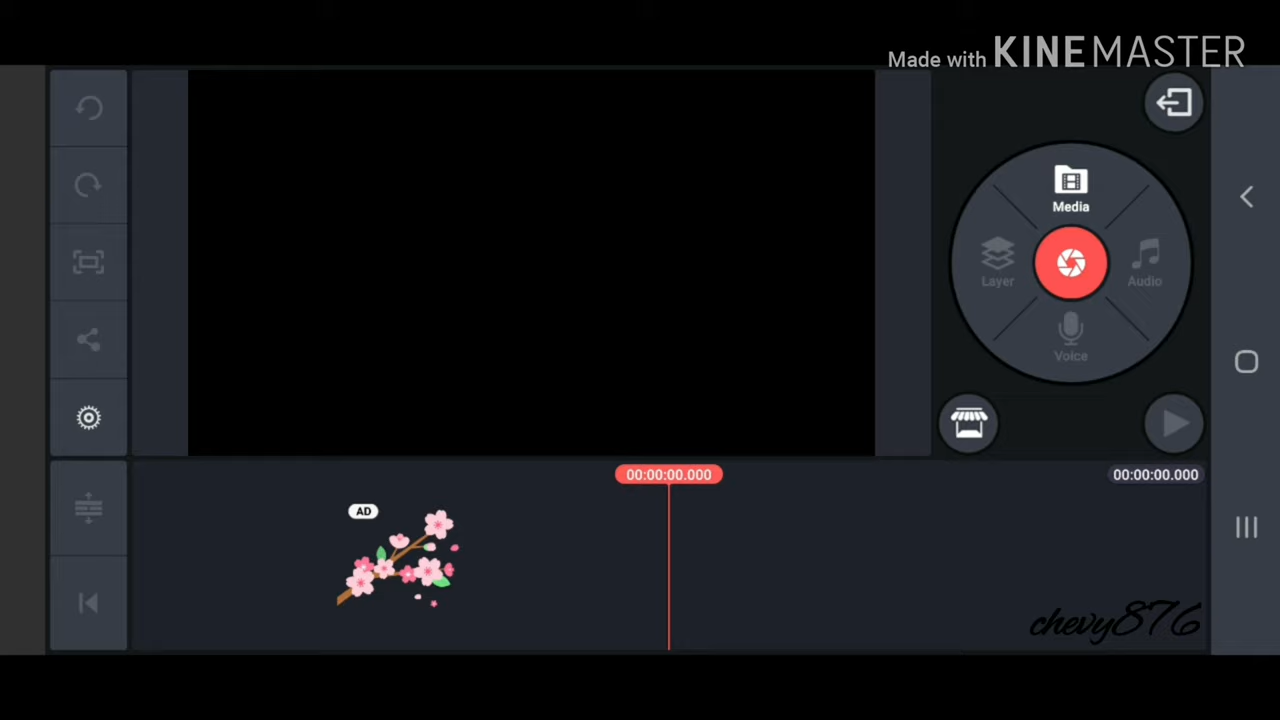 Made with KINEMASTER
Media
Layer
Audio
Voice
00:00:00.000
00:00:00.000
AD
chevy876